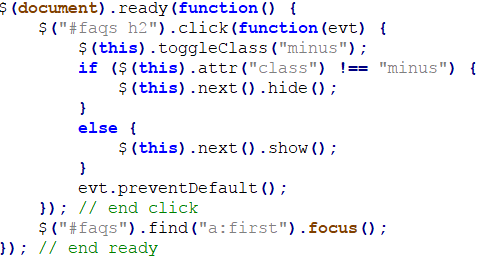 $(document).ready(function() {
    $("#faqs h2").click(function(evt) {
        $(this).toggleClass("minus");
        if ($(this).attr("class") !== "minus") {
            $(this).next().hide();
        }
        else {
            $(this).next().show();
        }
        evt.preventDefault();
    }); // end click
    $("#faqs").find("a:first").focus();
}); // end ready